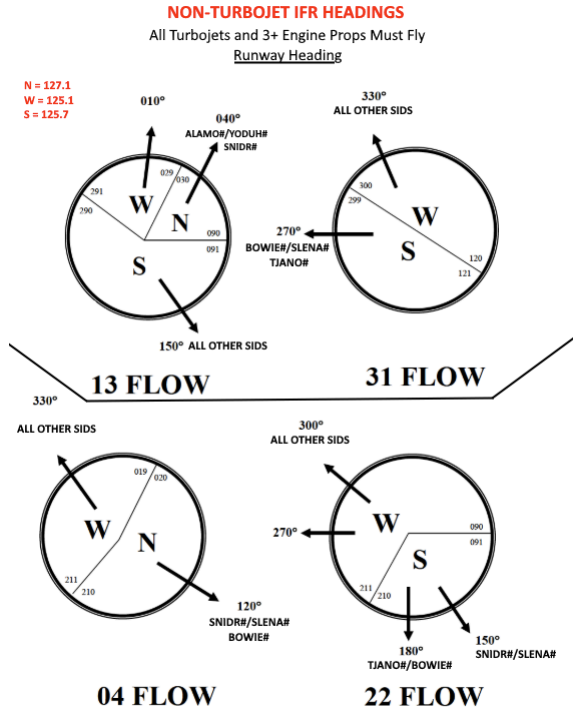 NON-TURBOJET IFR HEADINGS
All Turbojets and 3+ Engine Props Must Fly
Runway Heading
N = 127.1
W = 125.1
S = 125.7
010°
040°
ALAMO#/YODUH#
SNIDR#
029
030
291
290
W
N
090
091
S
150° ALL OTHER SIDS
13 FLOW
330°
ALL OTHER SIDS
300
299
W
270°
BOWIE#/SLENA#
TJANO#
S
120
121
31 FLOW
330°
ALL OTHER SIDS
019
020
W
N
211
210
120°
SNIDR#/SLENA#
BOWIE#
04 FLOW
300°
ALL OTHER SIDS
270°
W
090
091
S
211
210
180°
TJANO#/BOWIE#
150°
SNIDR#/SLENA#
22 FLOW